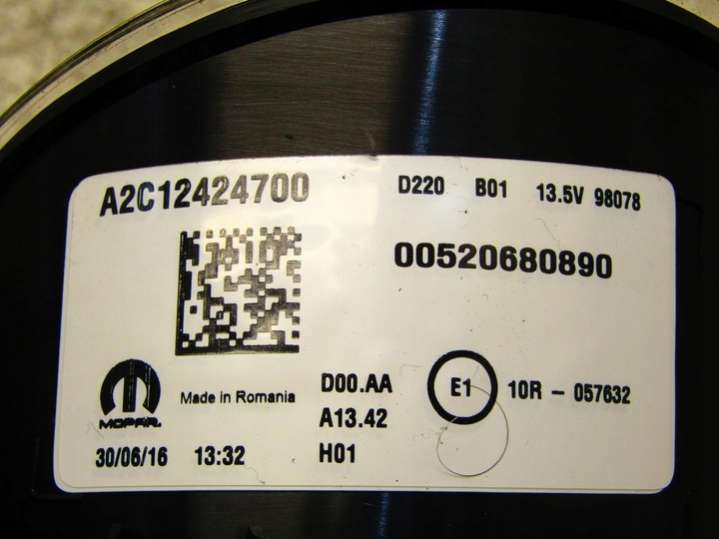 A2C12424700
D220 B01 13.5V 98078
00520680890
MOPAR.
Made in Romania
D00.AA
A13.42
H01
E1 10R - 057632
30/06/16 13:32